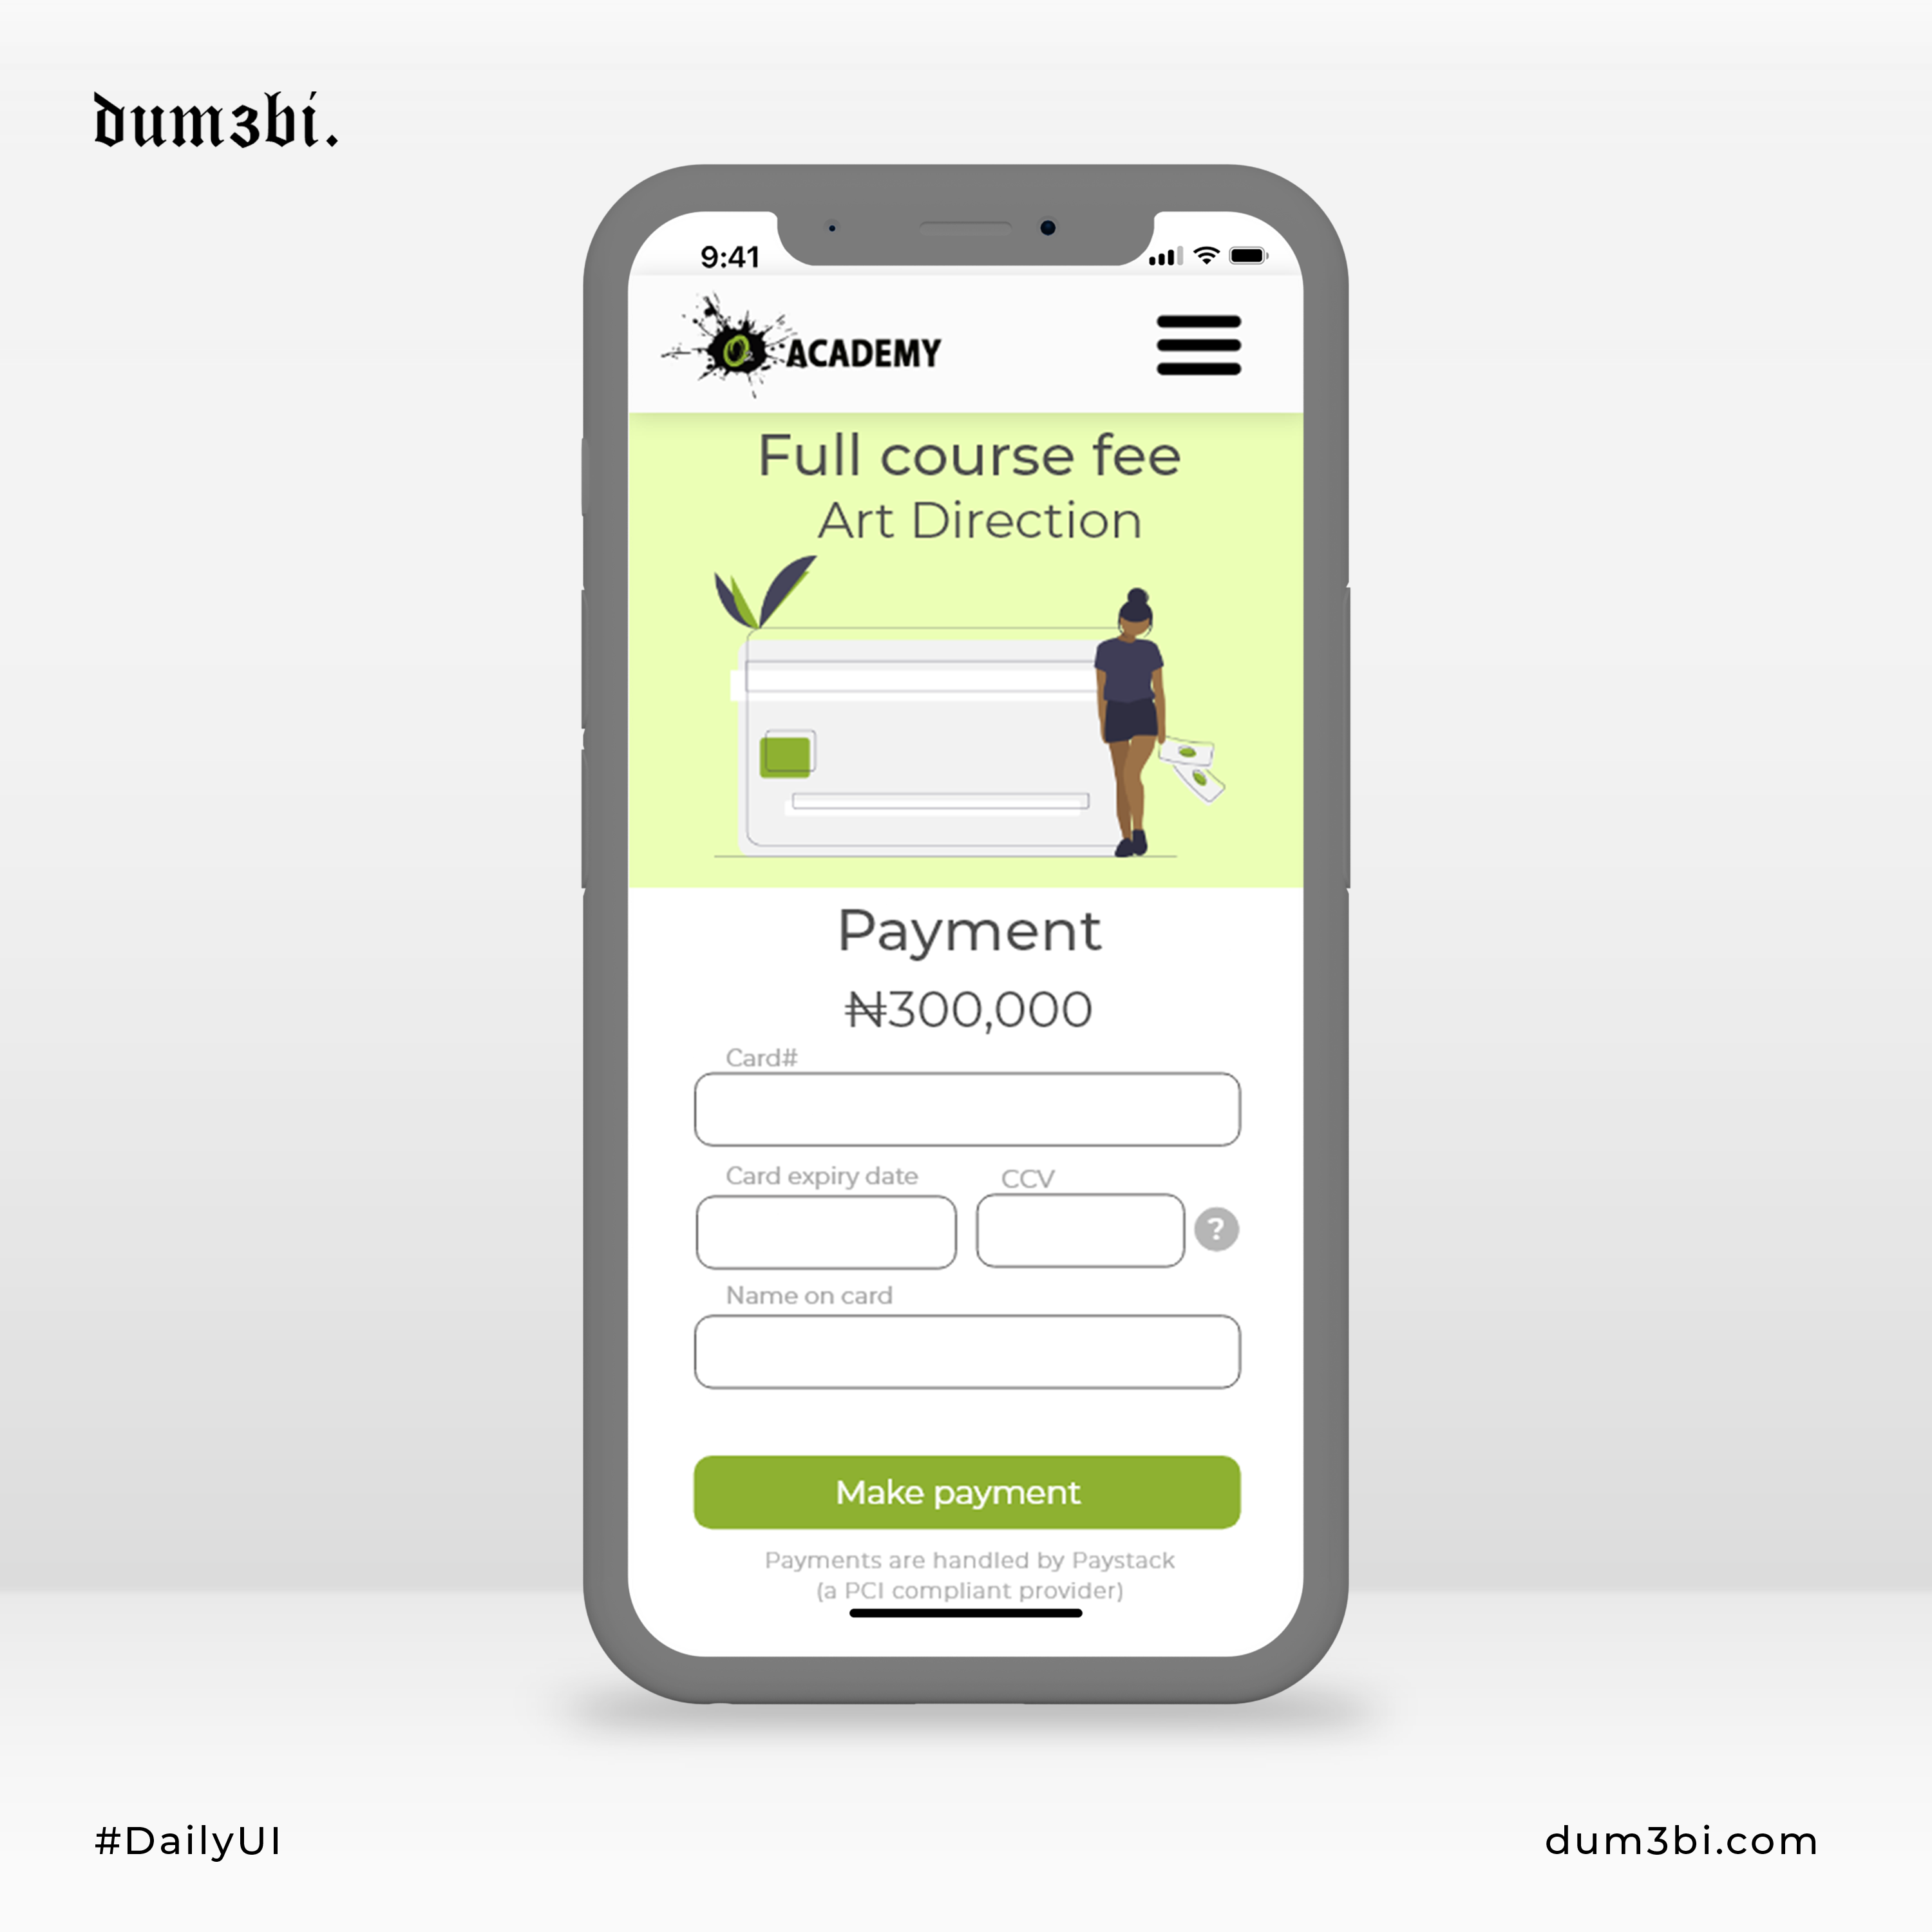 dum3bi.
9:41
O2 ACADEMY
Full course fee
Art Direction
Payment
₦300,000
Card#
Card expiry date
CCV
?
Name on card
Make payment
Payments are handled by Paystack
(a PCI compliant provider)
#DailyUI
dum3bi.com